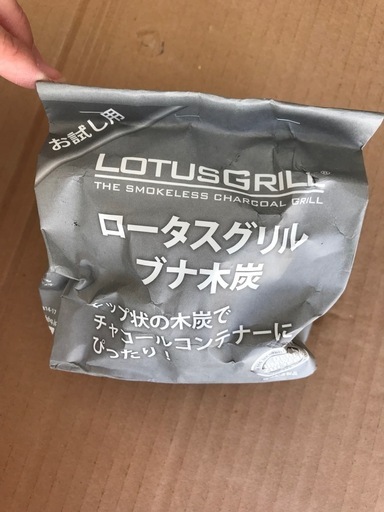 お試し用
LOTUSGRILL®
THE SMOKELESS CHARCOAL GRILL
ロータスグリル
ブナ木炭
チップ状の木炭で
チャコールコンテナーに
ぴったり!